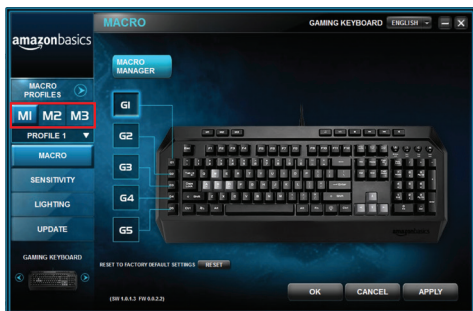 amazonbasics
MACRO
GAMING KEYBOARD
ENGLISH
MACRO PROFILES
M1 M2 M3
PROFILE 1
MACRO
SENSITIVITY
LIGHTING
UPDATE
GAMING KEYBOARD
MACRO
MANAGER
G1
G2
G3
G4
G5
amazonbasics
RESET TO FACTORY DEFAULT SETTINGS RESET
(SW 1.0.1.3 FW 0.0.2.2)
OK
CANCEL
APPLY